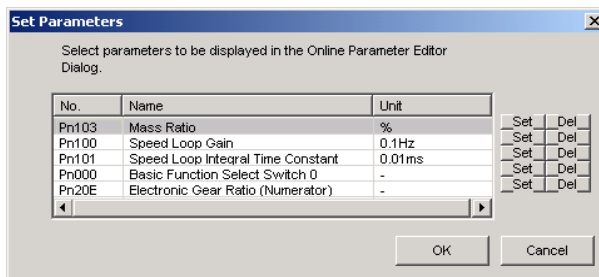 Set Parameters
Select parameters to be displayed in the Online Parameter Editor
Dialog.
No. Name Unit
Pn103 Mass Ratio % Set Del
Pn100 Speed Loop Gain 0.1Hz Set Del
Pn101 Speed Loop Integral Time Constant 0.01ms Set Del
Pn000 Basic Function Select Switch 0 - Set Del
Pn20E Electronic Gear Ratio (Numerator) - Set Del
OK Cancel